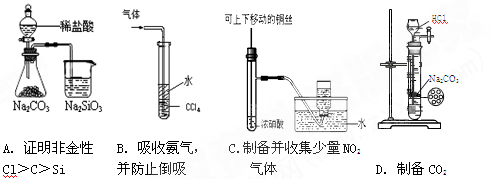 稀盐酸
Na₂CO₃ Na₂SiO₃
气体
水
CCl₄
可上下移动的铜丝
浓硝酸
水
HCl
Na₂CO₃
A. 证明非金性
Cl＞C＞Si
B. 吸收氨气，
并防止倒吸
C.制备并收集少量NO₂
气体
D. 制备CO₂